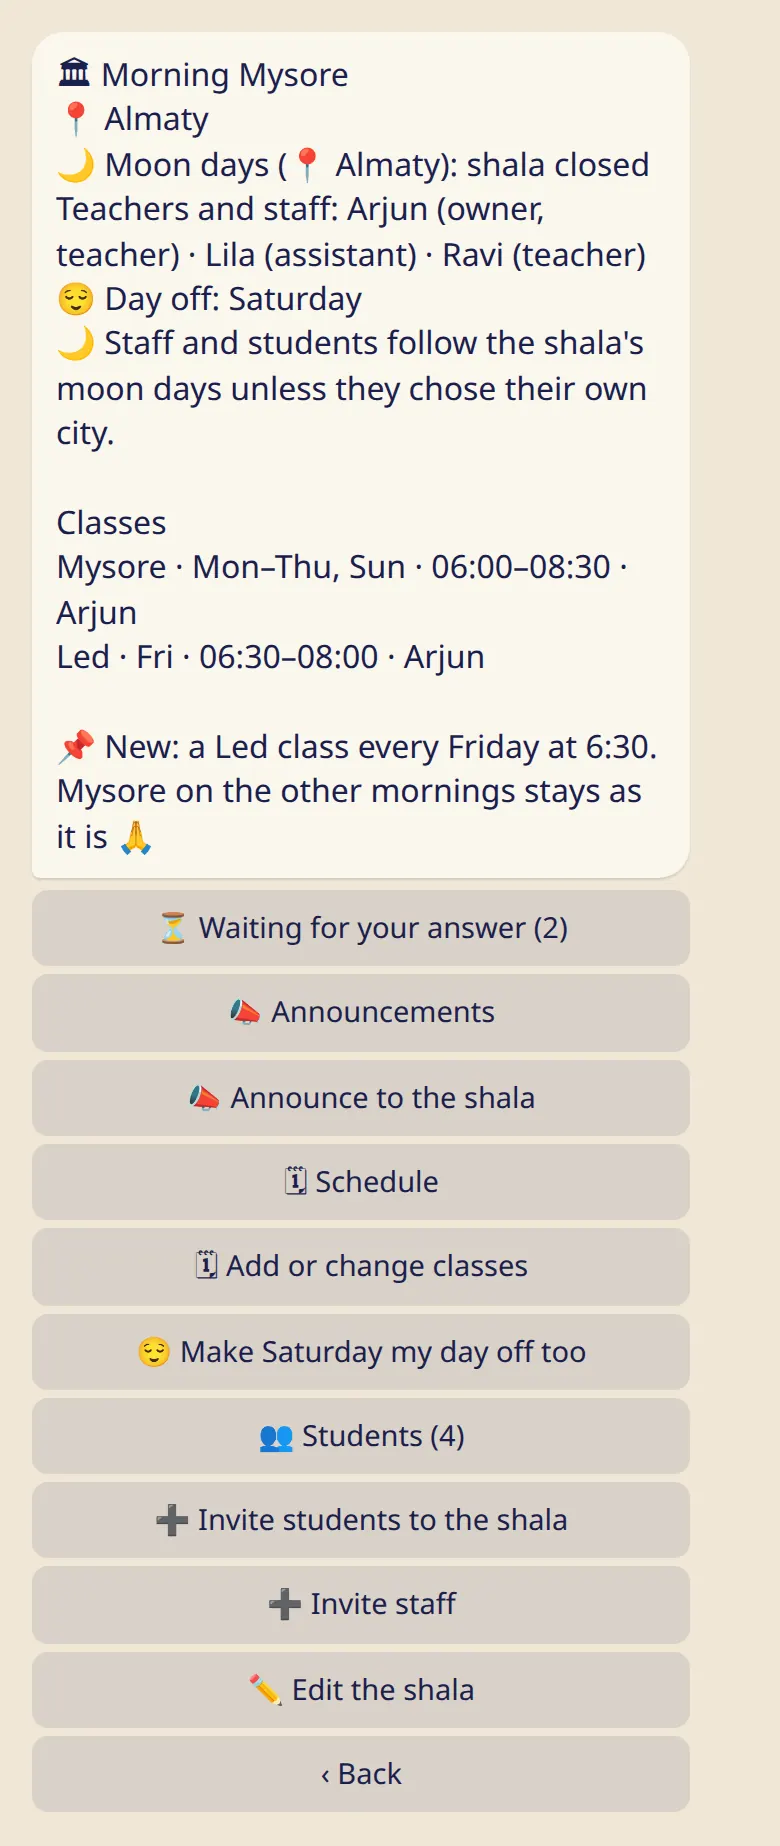 🏛 Morning Mysore
📍 Almaty
🌙 Moon days (📍 Almaty): shala closed
Teachers and staff: Arjun (owner,
teacher) · Lila (assistant) · Ravi (teacher)
😌 Day off: Saturday
🌙 Staff and students follow the shala's
moon days unless they chose their own
city.
Classes
Mysore · Mon–Thu, Sun · 06:00–08:30 ·
Arjun
Led · Fri · 06:30–08:00 · Arjun
📌 New: a Led class every Friday at 6:30.
Mysore on the other mornings stays as
it is 🙏
⏳ Waiting for your answer (2)
📣 Announcements
📣 Announce to the shala
🗓 Schedule
🗓 Add or change classes
😌 Make Saturday my day off too
👥 Students (4)
➕ Invite students to the shala
➕ Invite staff
✏️ Edit the shala
‹ Back